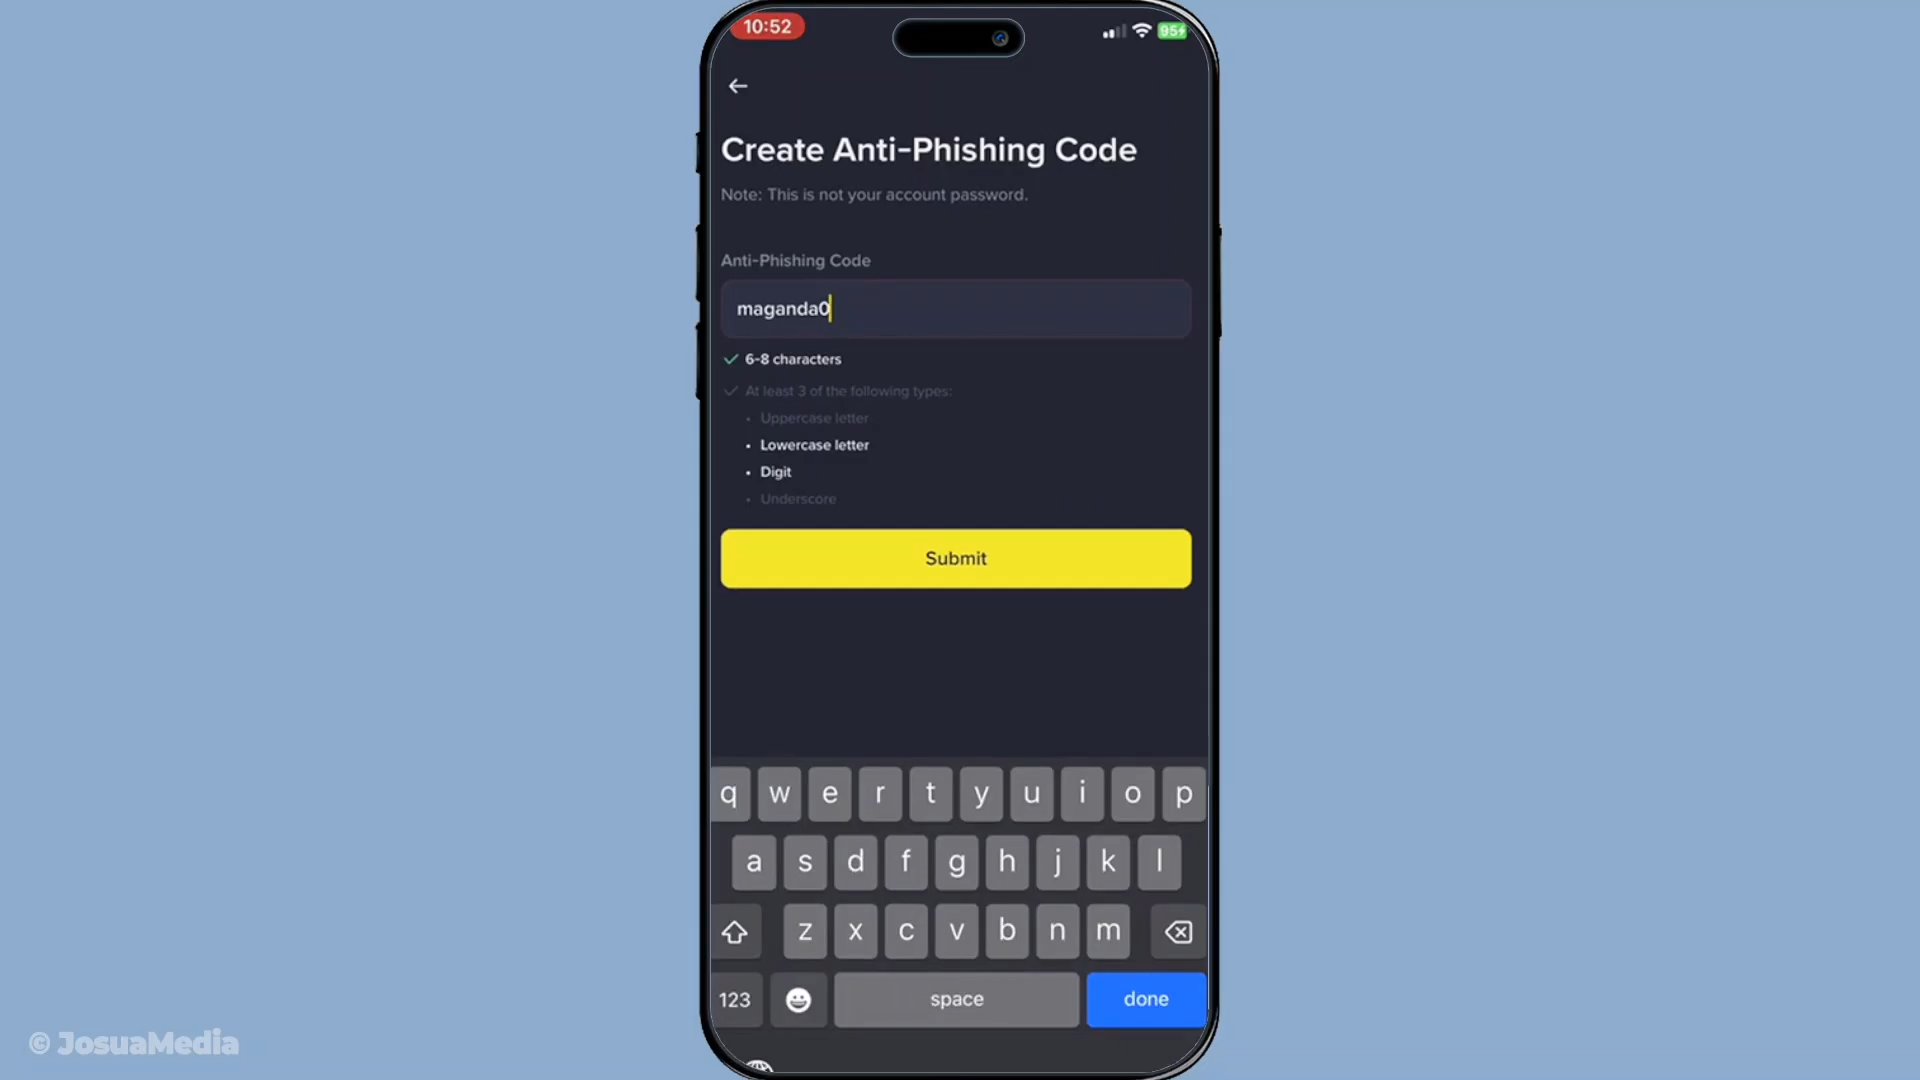 10:52
95
Create Anti-Phishing Code
Note: This is not your account password.
Anti-Phishing Code
maganda0
6-8 characters
At least 3 of the following types:
• Uppercase letter
• Lowercase letter
• Digit
• Underscore
Submit
q w e r t y u i o p
a s d f g h j k l
z x c v b n m
123 space done
© JosuaMedia